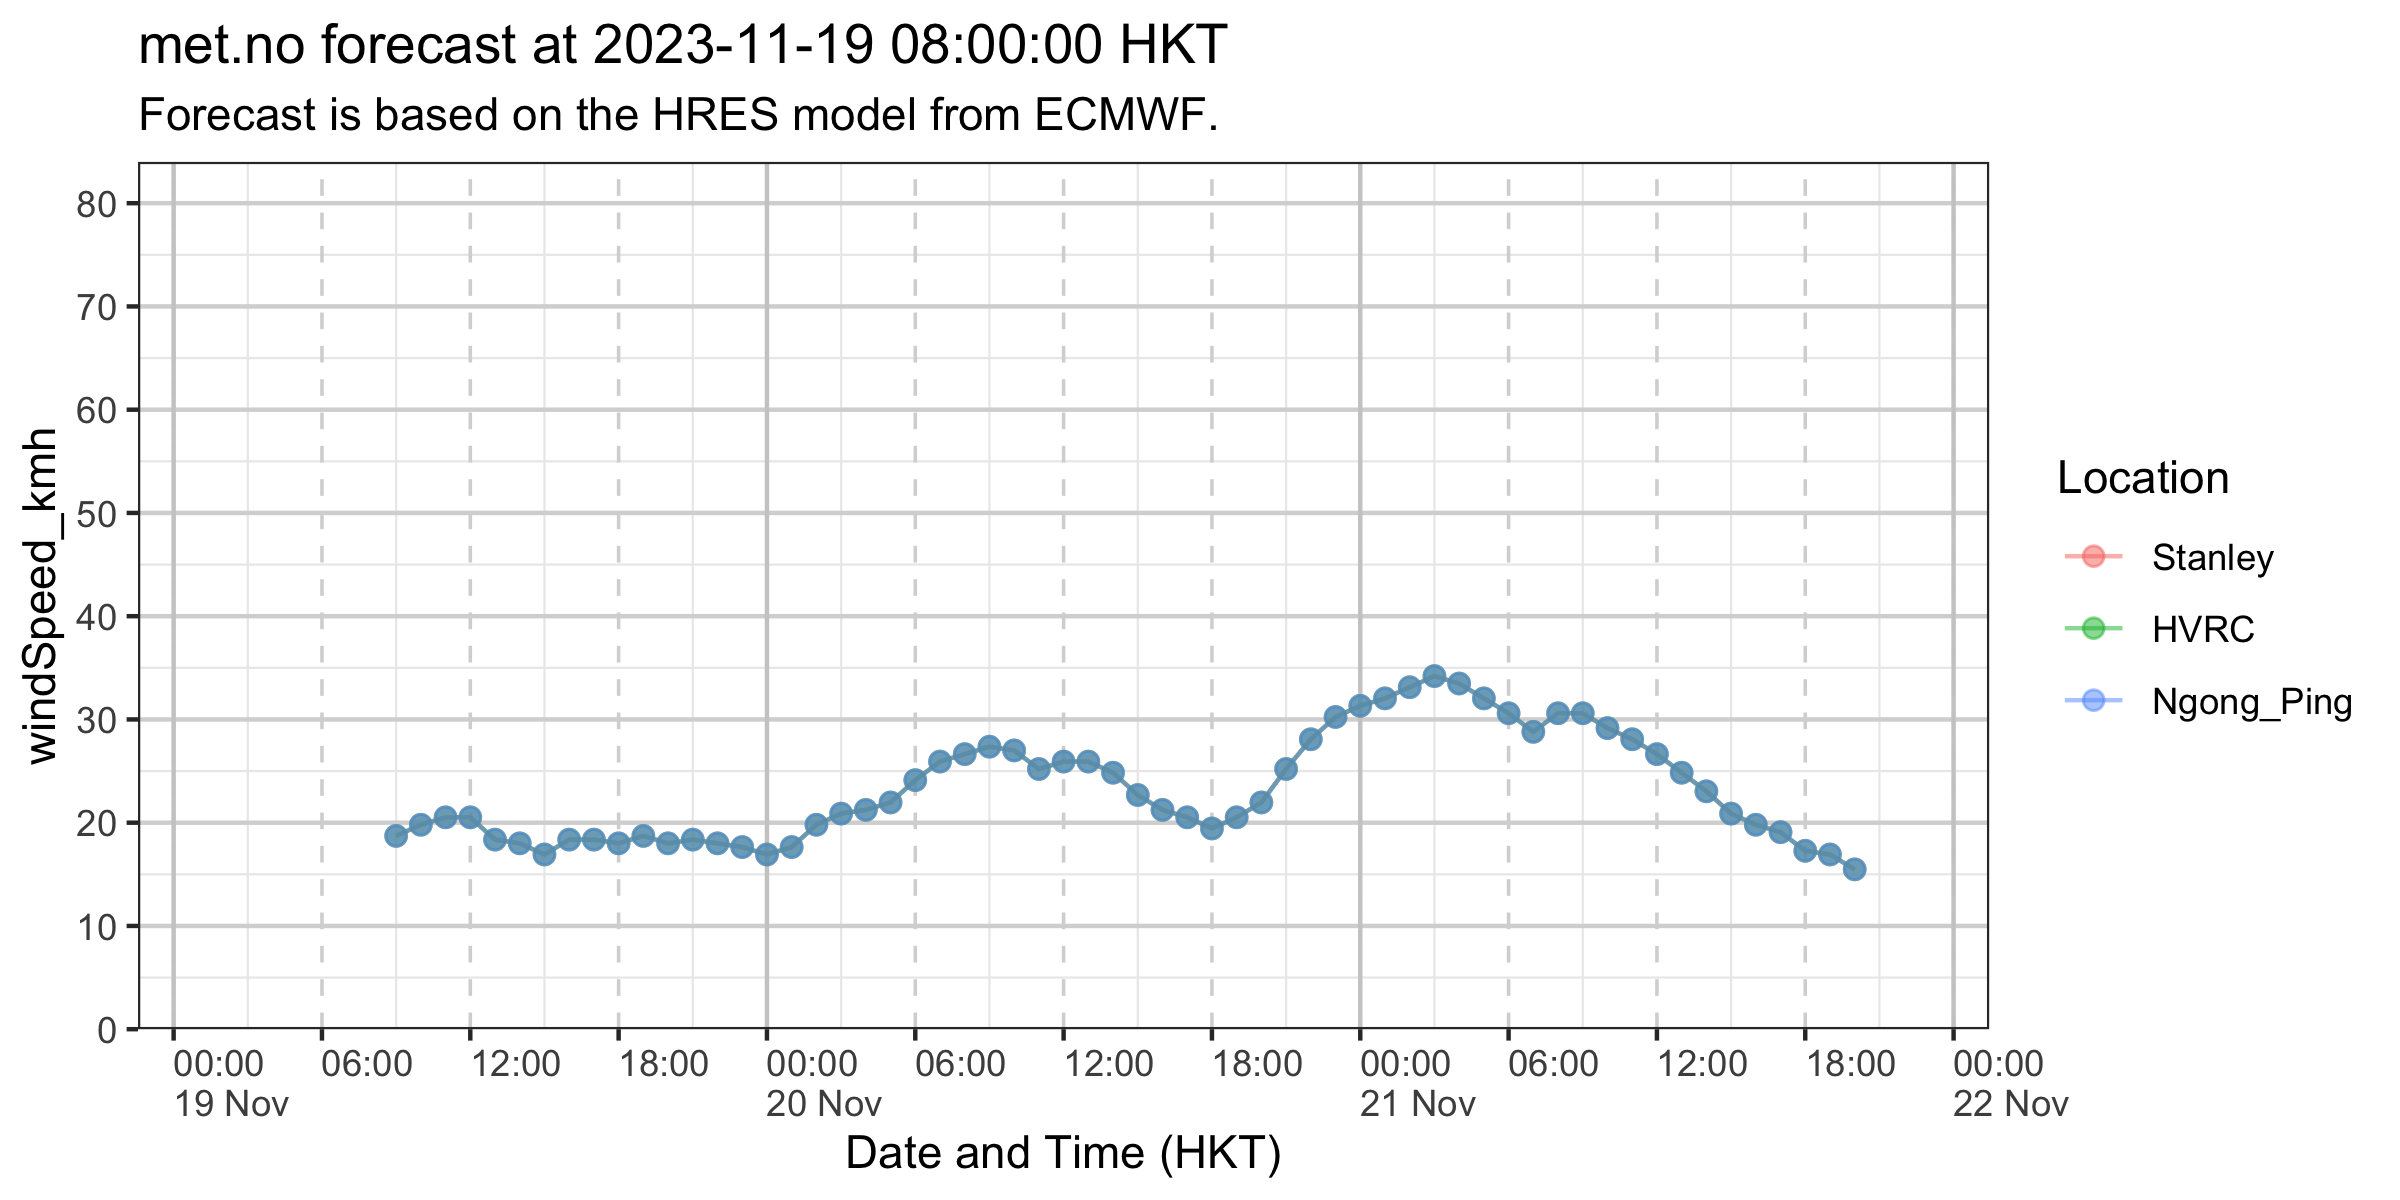 met.no forecast at 2023-11-19 08:00:00 HKT
Forecast is based on the HRES model from ECMWF.
windSpeed_kmh
80
70
60
50
40
30
20
10
0
00:00 06:00 12:00 18:00 00:00 06:00 12:00 18:00 00:00 06:00 12:00 18:00 00:00
19 Nov 20 Nov 21 Nov 22 Nov
Date and Time (HKT)
Location
Stanley
HVRC
Ngong_Ping